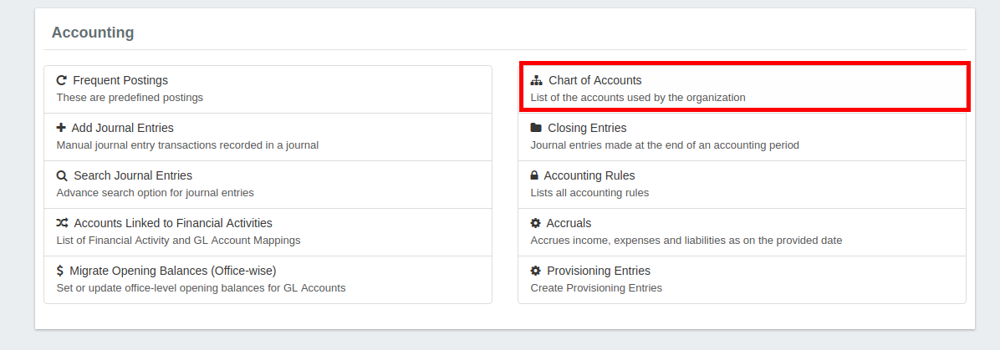 Accounting
Frequent Postings
These are predefined postings
Add Journal Entries
Manual journal entry transactions recorded in a journal
Search Journal Entries
Advance search option for journal entries
Accounts Linked to Financial Activities
List of Financial Activity and GL Account Mappings
Migrate Opening Balances (Office-wise)
Set or update office-level opening balances for GL Accounts
Chart of Accounts
List of the accounts used by the organization
Closing Entries
Journal entries made at the end of an accounting period
Accounting Rules
Lists all accounting rules
Accruals
Accrues income, expenses and liabilities as on the provided date
Provisioning Entries
Create Provisioning Entries